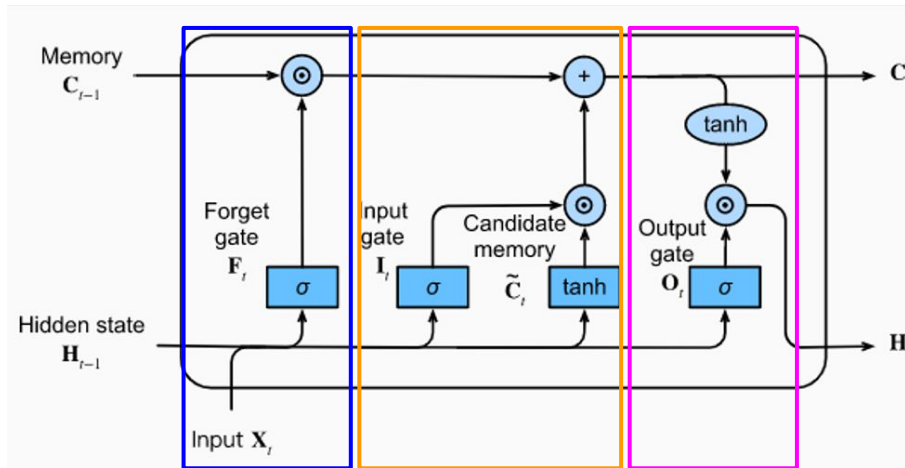 Memory
C_{t-1}
⊙
+
C
tanh
Forget
gate
F_t
Input
gate
I_t
Candidate
memory
C̃_t
⊙
Output
gate
O_t
⊙
σ
σ
tanh
σ
Hidden state
H_{t-1}
H
Input X_t